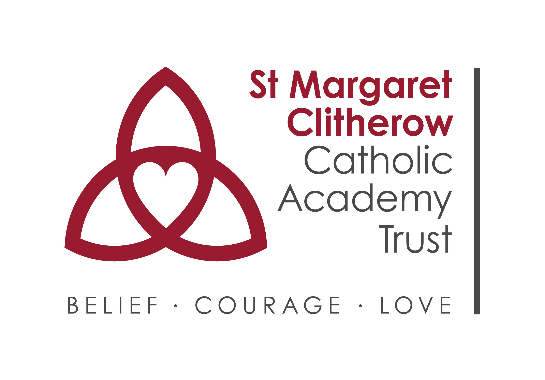 St Margaret
Clitherow
Catholic
Academy
Trust
BELIEF · COURAGE · LOVE